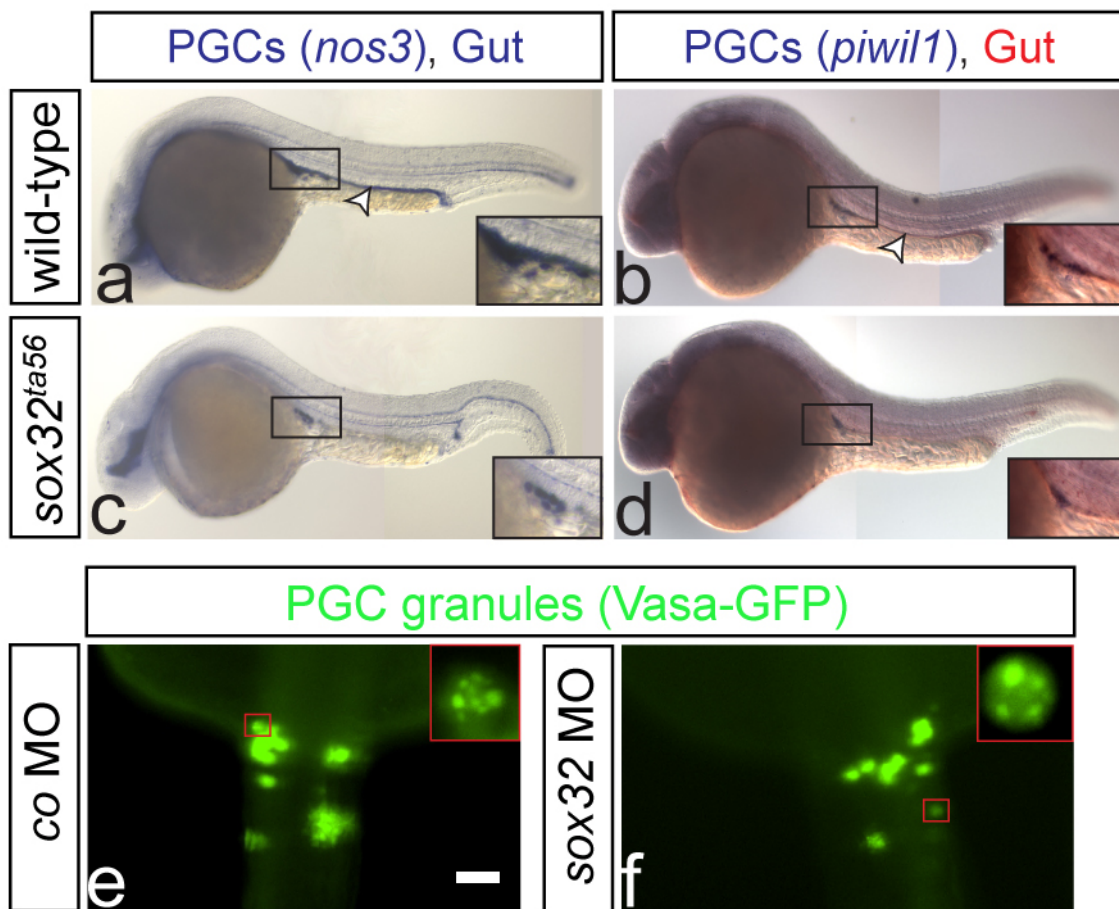 PGCs (nos3), Gut
PGCs (piwil1), Gut
wild-type
a
b
sox32ta56
c
d
PGC granules (Vasa-GFP)
co MO
e
sox32 MO
f